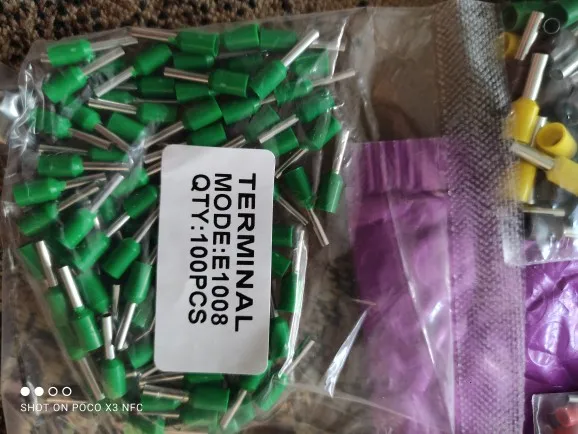 TERMINAL
MODE:E1008
QTY:100PCS
SHOT ON POCO X3 NFC